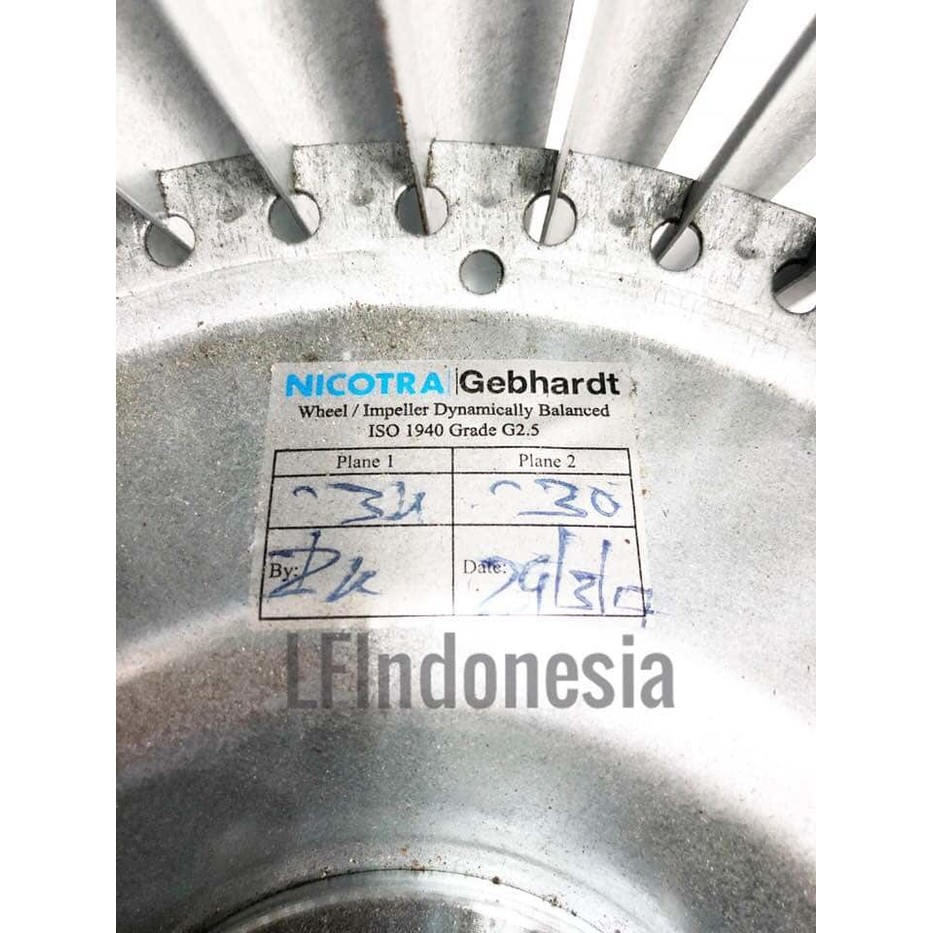 NICOTRA|Gebhardt
Wheel / Impeller Dynamically Balanced
ISO 1940 Grade G2.5
Plane 1 Plane 2
30
By: Date:
LFIndonesia